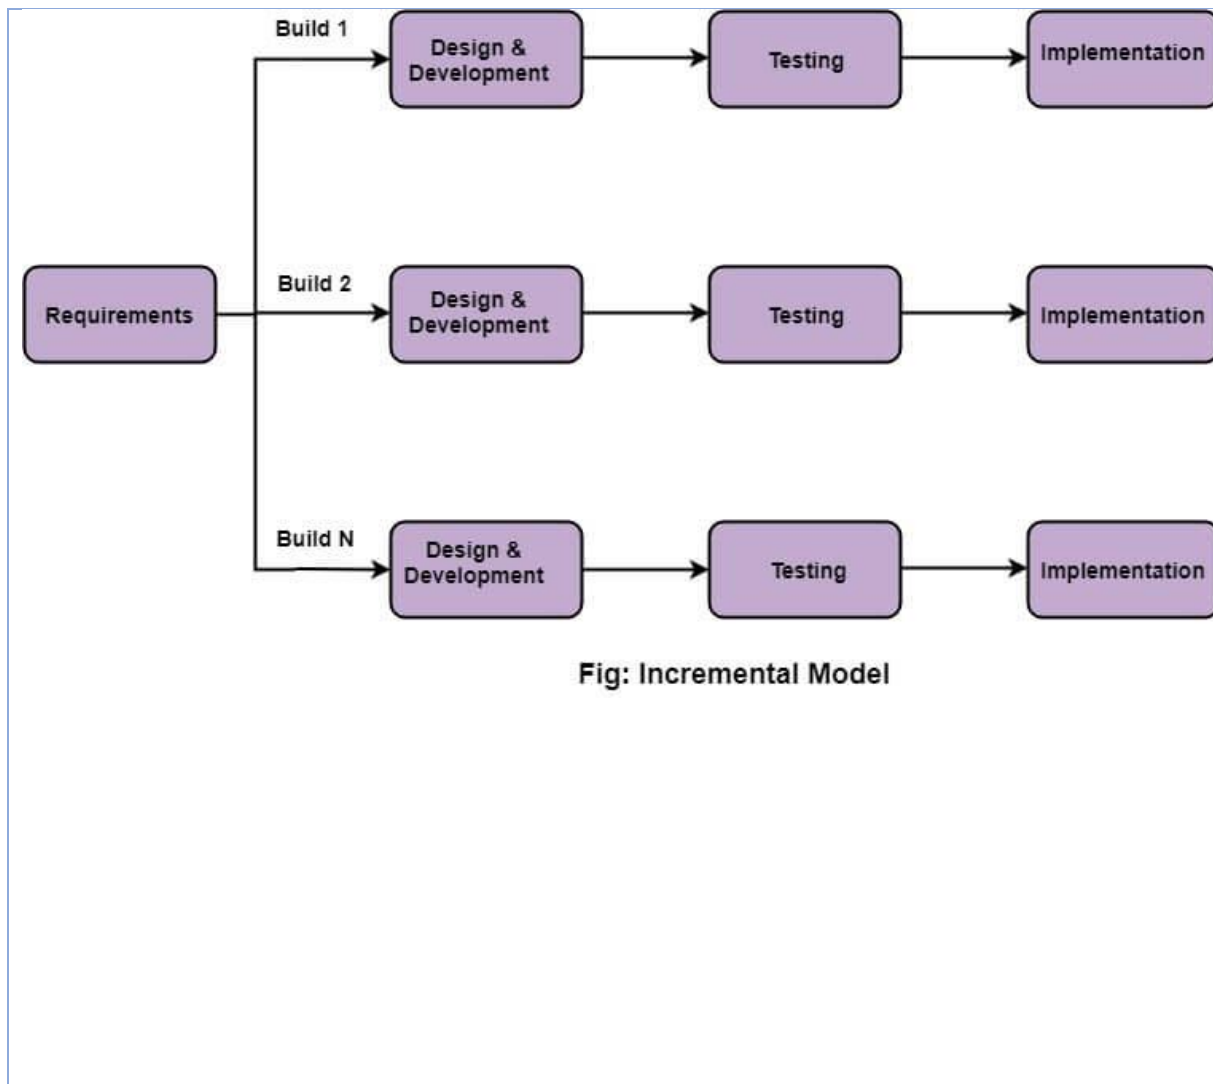 Build 1
Design &
Development
Testing
Implementation
Requirements
Build 2
Design &
Development
Testing
Implementation
Build N
Design &
Development
Testing
Implementation
Fig: Incremental Model